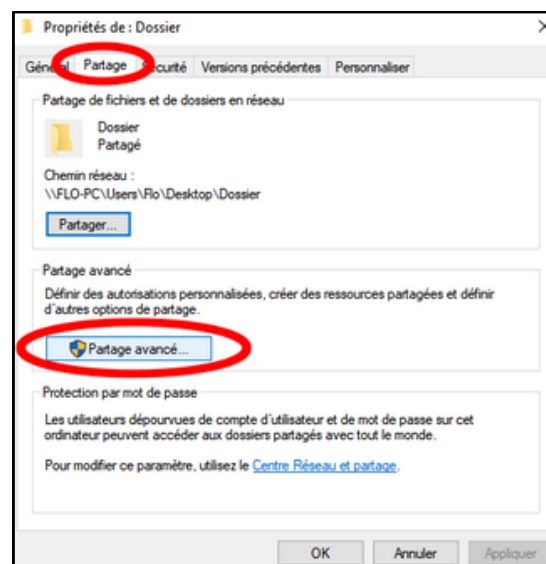 Propriétés de : Dossier
Général Partage Sécurité Versions précédentes Personnaliser
Partage de fichiers et de dossiers en réseau
Dossier
Partagé
Chemin réseau :
\\FLO-PC\Users\Flo\Desktop\Dossier
Partager...
Partage avancé
Définir des autorisations personnalisées, créer des ressources partagées et définir
d'autres options de partage.
Partage avancé...
Protection par mot de passe
Les utilisateurs dépourvues de compte d'utilisateur et de mot de passe sur cet
ordinateur peuvent accéder aux dossiers partagés avec tout le monde.
Pour modifier ce paramètre, utilisez le Centre Réseau et partage.
OK Annuler Appliquer